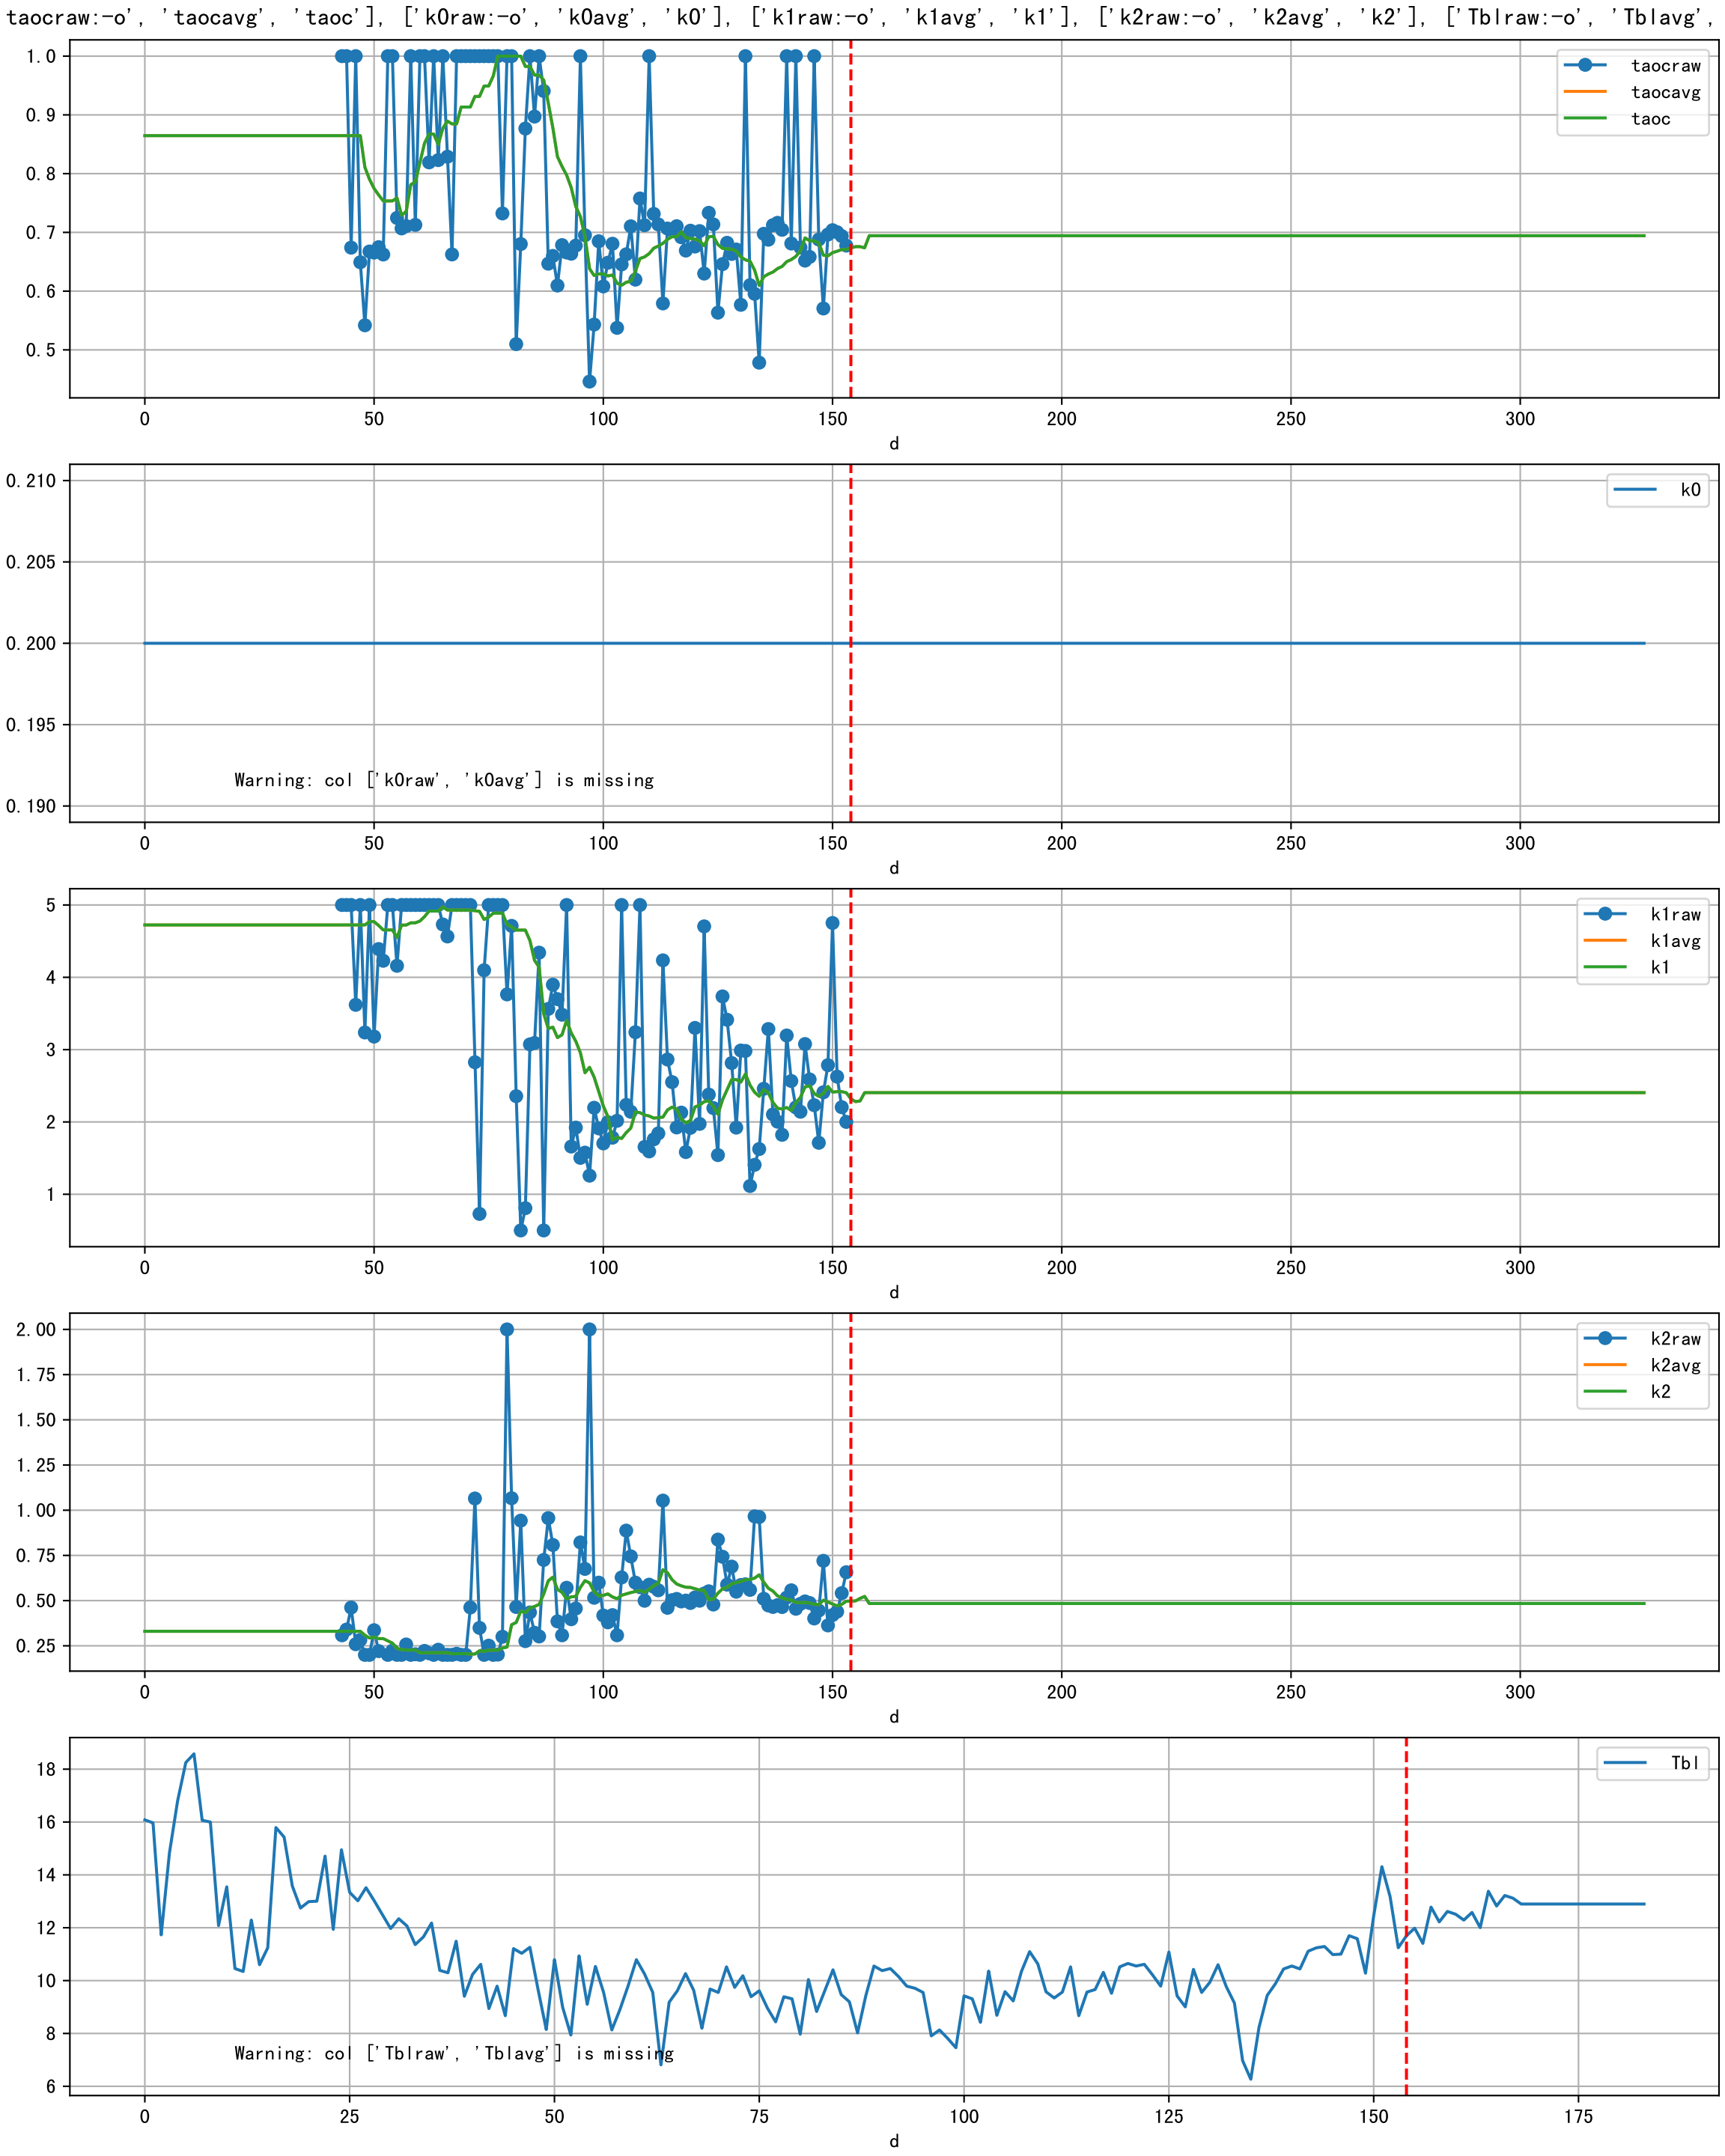 taocraw:-o', 'taocavg', 'taoc'], ['k0raw:-o', 'k0avg', 'k0'], ['k1raw:-o', 'k1avg', 'k1'], ['k2raw:-o', 'k2avg', 'k2'], ['Tblraw:-o', 'Tblavg',
1.0
0.9
0.8
0.7
0.6
0.5
taocraw
taocavg
taoc
0 50 100 150 200 250 300
d
0.210
0.205
0.200
0.195
0.190
k0
Warning: col ['k0raw', 'k0avg'] is missing
0 50 100 150 200 250 300
d
5
4
3
2
1
k1raw
k1avg
k1
0 50 100 150 200 250 300
d
2.00
1.75
1.50
1.25
1.00
0.75
0.50
0.25
k2raw
k2avg
k2
0 50 100 150 200 250 300
d
18
16
14
12
10
8
6
Tbl
Warning: col ['Tblraw', 'Tblavg'] is missing
0 25 50 75 100 125 150 175
d